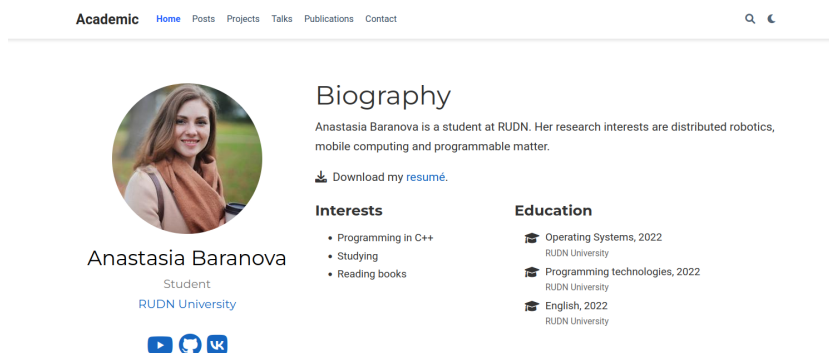 Academic Home Posts Projects Talks Publications Contact
Biography
Anastasia Baranova is a student at RUDN. Her research interests are distributed robotics,
mobile computing and programmable matter.
Download my resumé.
Interests
Programming in C++
Studying
Reading books
Education
Operating Systems, 2022
RUDN University
Programming technologies, 2022
RUDN University
English, 2022
RUDN University
Anastasia Baranova
Student
RUDN University